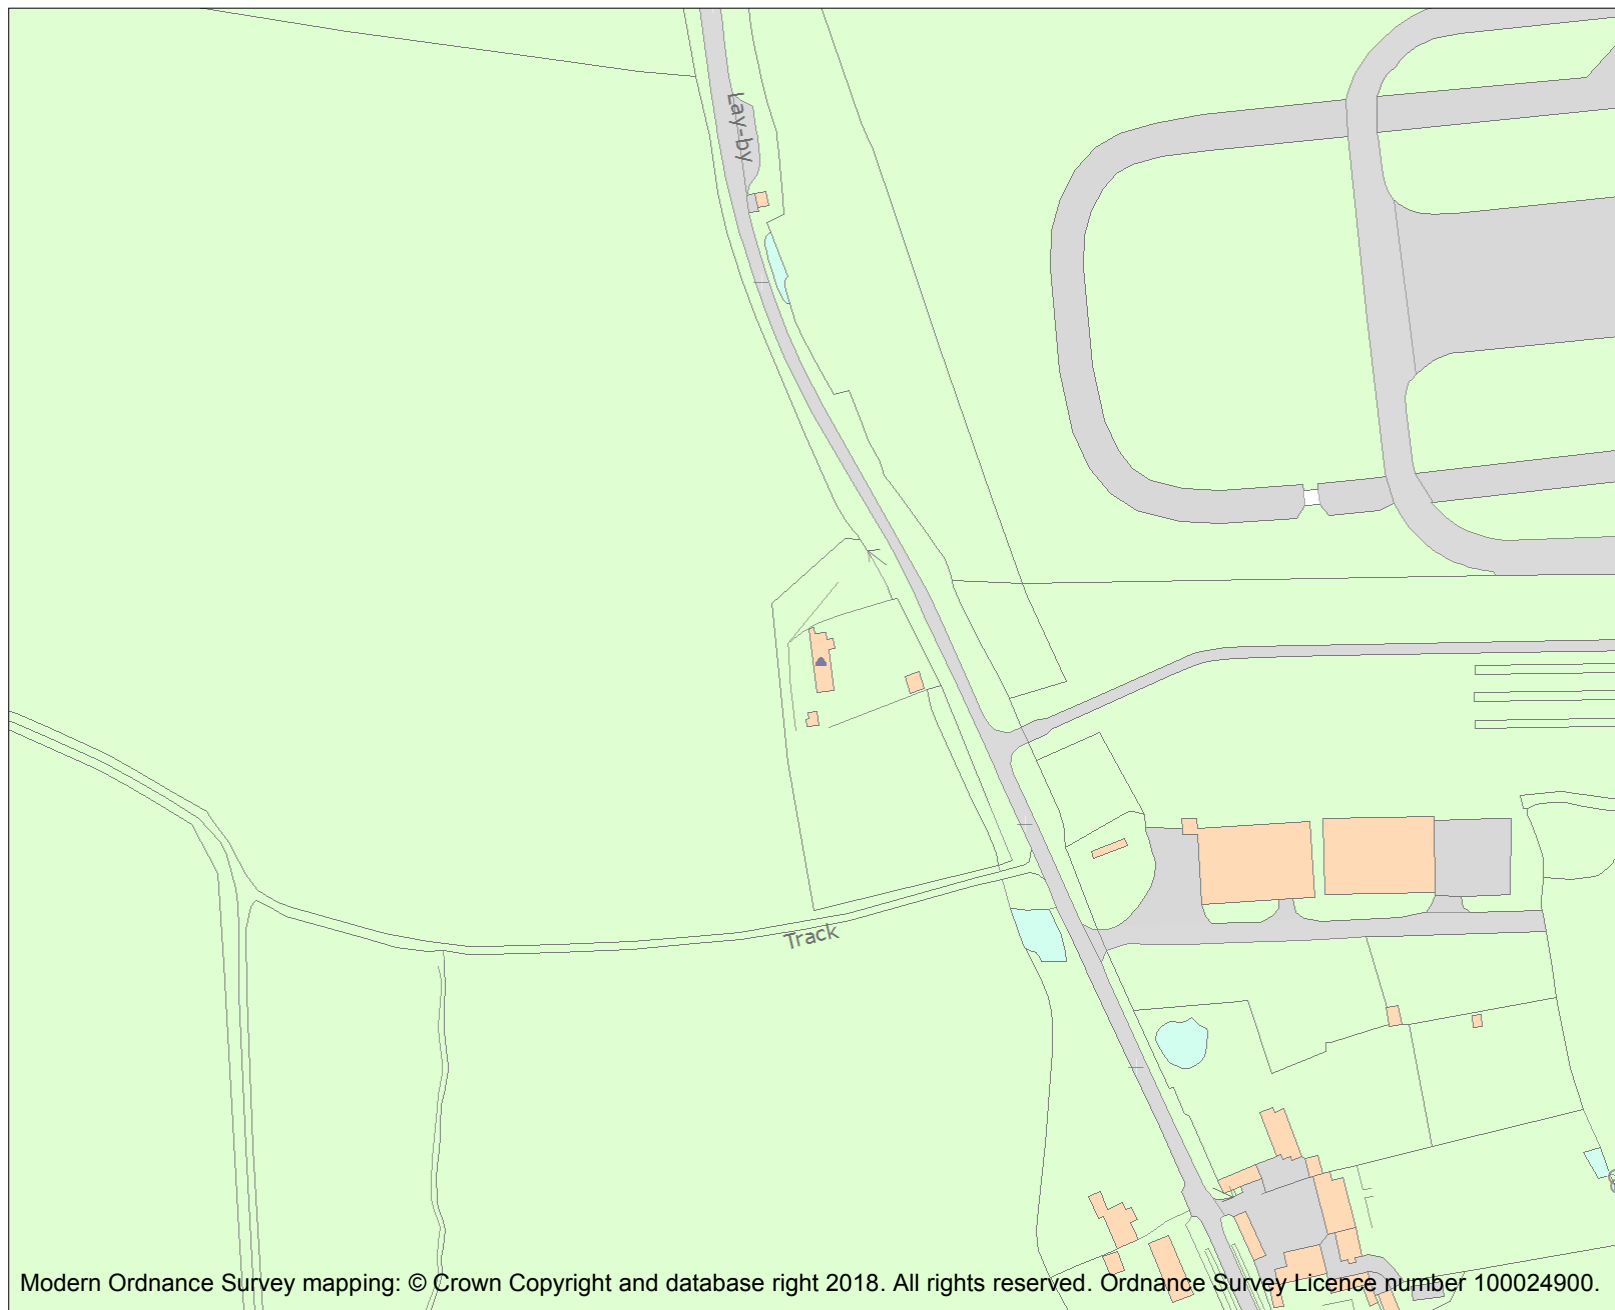 Lay-by
Track
Modern Ordnance Survey mapping: © Crown Copyright and database right 2018. All rights reserved. Ordnance Survey Licence number 100024900.